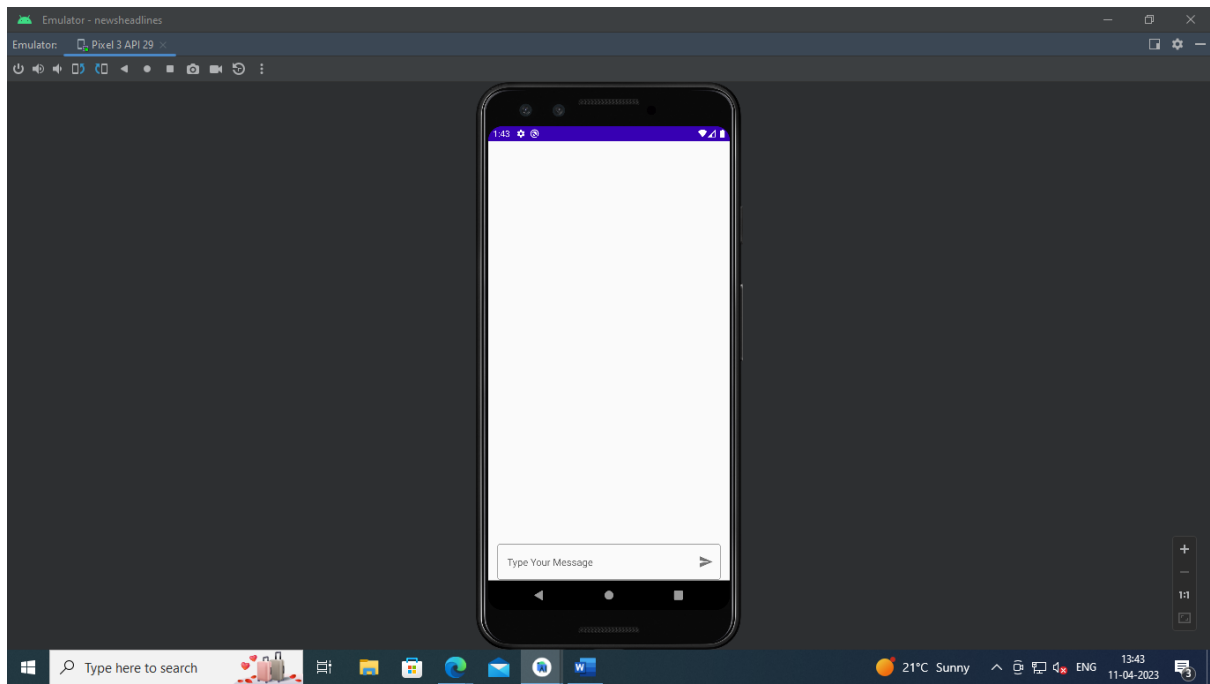 Emulator - newsheadlines
Emulator: Pixel 3 API 29
1:43
Type Your Message
1:1
Type here to search
21°C Sunny
ENG
13:43
11-04-2023
3
W